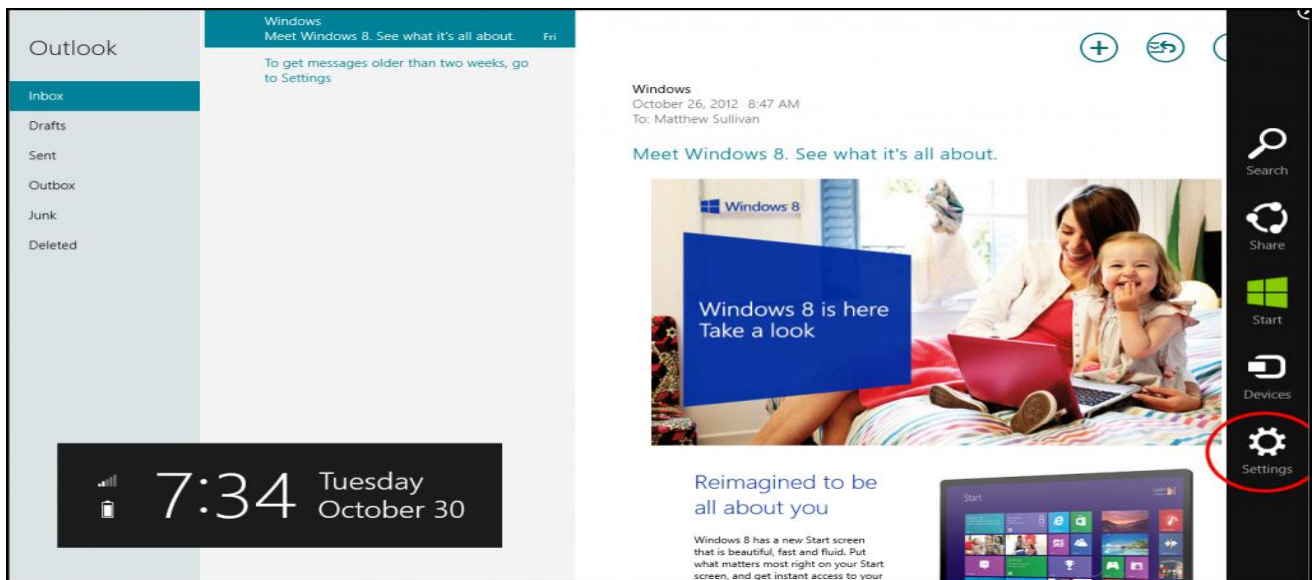 Outlook
Inbox
Drafts
Sent
Outbox
Junk
Deleted
Windows
Meet Windows 8. See what it's all about. Fri
To get messages older than two weeks, go
to Settings
Windows
October 26, 2012 8:47 AM
To: Matthew Sullivan
Meet Windows 8. See what it's all about.
Windows 8
Windows 8 is here
Take a look
Reimagined to be
all about you
Windows 8 has a new Start screen
that is beautiful, fast and fluid. Put
what matters most right on your Start
screen, and get instant access to your
Start
7:34 Tuesday
October 30
Search
Share
Start
Devices
Settings